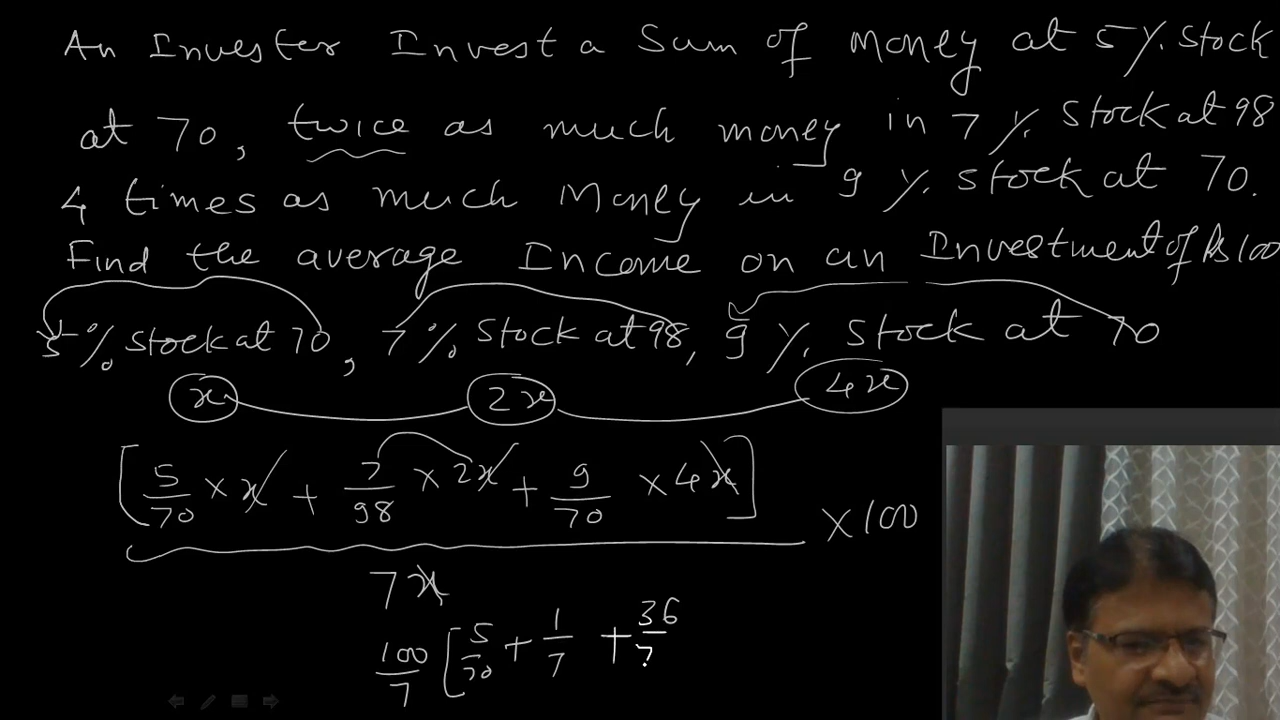 An Invester Invest a Sum of money at 5 % Stock
at 70, twice as much money in 7 % Stock at 98
4 times as much Money in 9 % Stock at 70.
Find the average Income on an Investment of Rs 100
5 % Stock at 70, 7 % Stock at 98, 9 % Stock at 70
x 2x 4x
[5/70 × x + 7/98 × 2x + 9/70 × 4x]
× 100
7x
100/7 [5/70 + 1/7 + 36/7